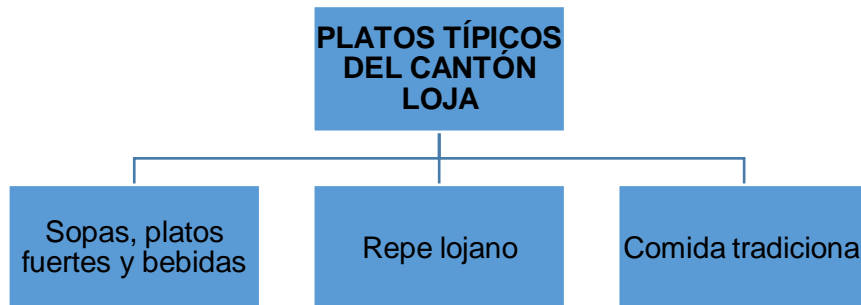 PLATOS TÍPICOS
DEL CANTÓN
LOJA
Sopas, platos
fuertes y bebidas
Repe lojano
Comida tradiciona